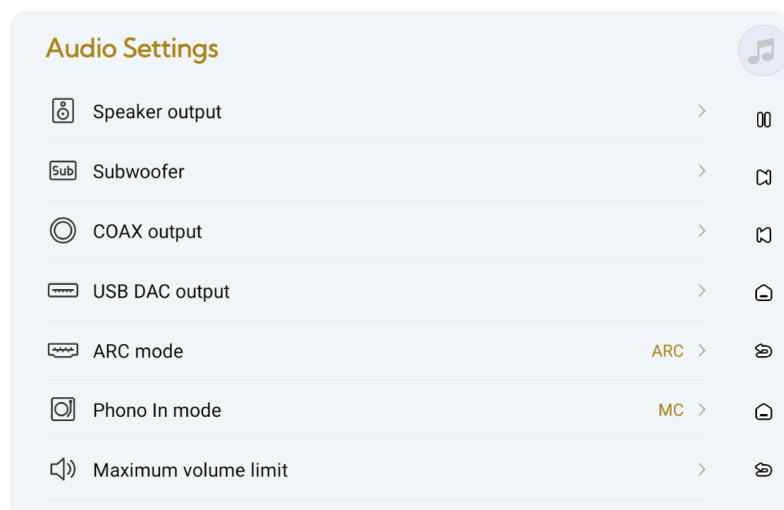 Audio Settings
Speaker output
Sub Subwoofer
COAX output
USB DAC output
ARC mode ARC
Phono In mode MC
Maximum volume limit